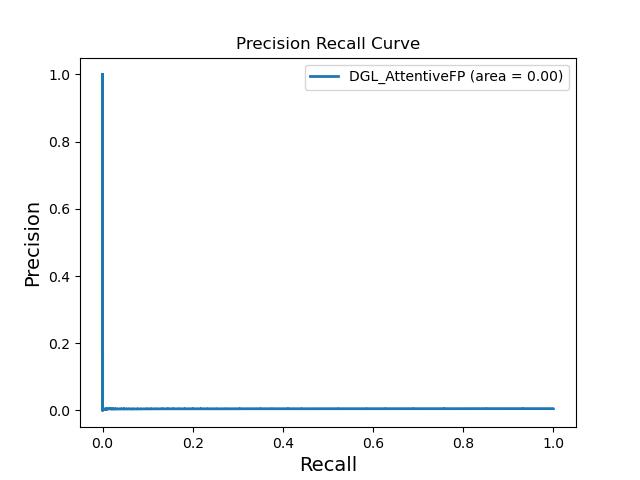 Precision Recall Curve
DGL_AttentiveFP (area = 0.00)
Precision
1.0
0.8
0.6
0.4
0.2
0.0
0.0 0.2 0.4 0.6 0.8 1.0
Recall